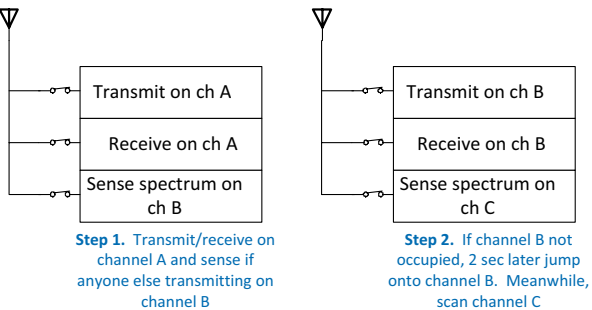 Transmit on ch A
Receive on ch A
Sense spectrum on
ch B
Step 1. Transmit/receive on
channel A and sense if
anyone else transmitting on
channel B
Transmit on ch B
Receive on ch B
Sense spectrum on
ch C
Step 2. If channel B not
occupied, 2 sec later jump
onto channel B. Meanwhile,
scan channel C